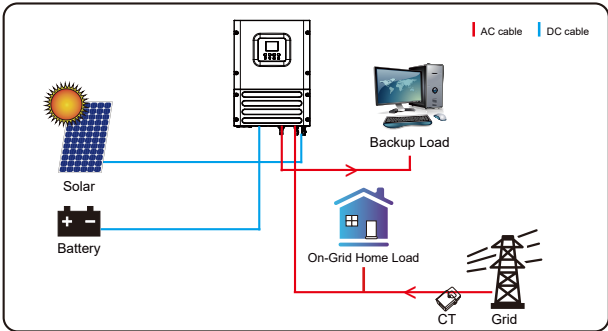 AC cable
DC cable
Backup Load
Solar
Battery
On-Grid Home Load
CT
Grid